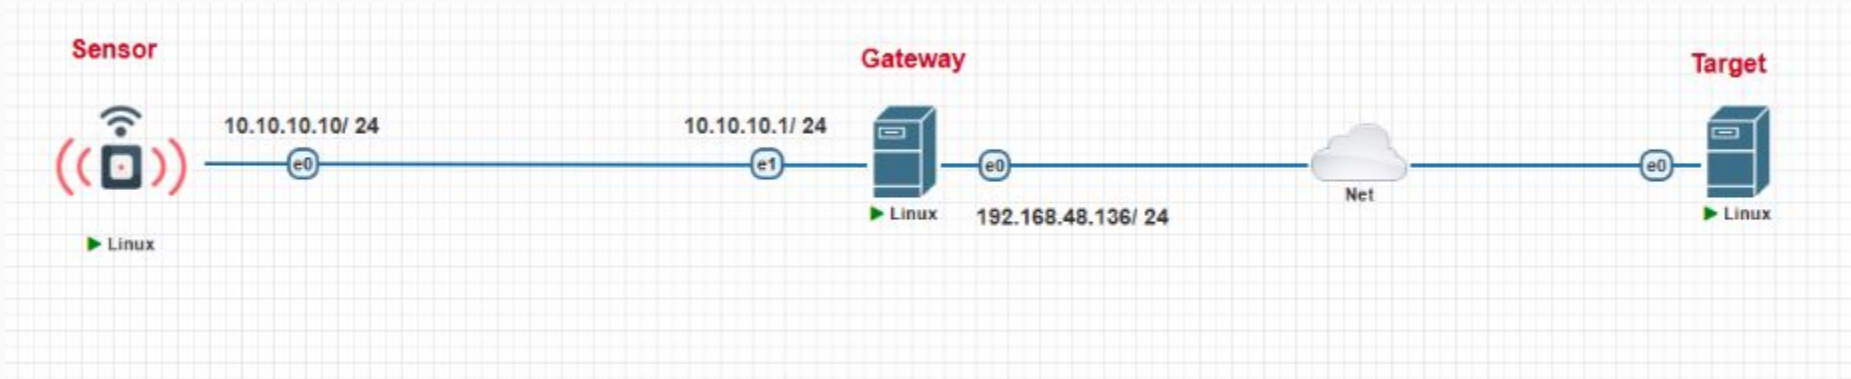 Sensor
Gateway
Target
10.10.10.10/ 24
10.10.10.1/ 24
e0
e1
e0
e0
Net
Linux
192.168.48.136/ 24
Linux
Linux